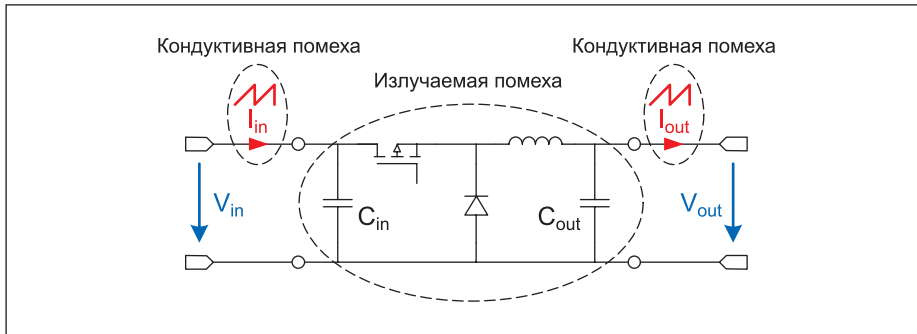 Кондуктивная помеха
Кондуктивная помеха
Излучаемая помеха
Iin
Iout
Vin
Cin
Cout
Vout